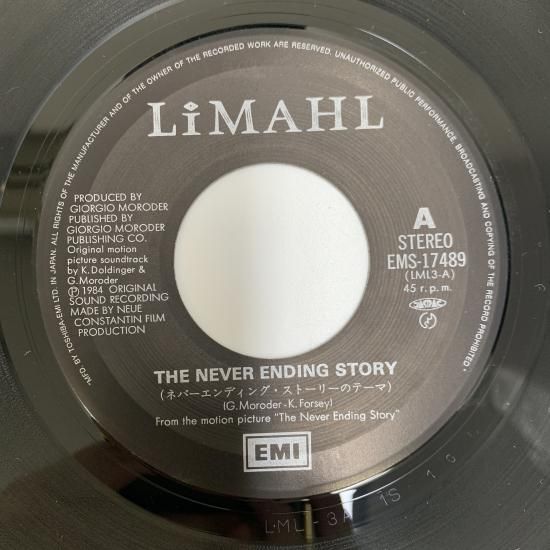 MFD. BY TOSHIBA-EMI LTD. IN JAPAN. ALL RIGHTS OF THE MANUFACTURER AND OF THE OWNER OF THE RECORDED WORK ARE RESERVED. UNAUTHORIZED PUBLIC PERFORMANCE, BROADCASTING AND COPYING OF THE RECORD PROHIBITED.
LiMAHL
PRODUCED BY
GIORGIO MORODER
PUBLISHED BY
GIORGIO MORODER
PUBLISHING CO.
Original motion
picture soundtrack
by K.Doldinger &
G.Moroder
Ⓟ 1984 ORIGINAL
SOUND RECORDING
MADE BY NEUE
CONSTANTIN FILM
PRODUCTION
A
STEREO
EMS-17489
(LML3-A)
45 r.p.m.
THE NEVER ENDING STORY
(ネバーエンディング・ストーリーのテーマ)
(G.Moroder-K.Forsey)
From the motion picture "The Never Ending Story"
EMI
LML-3A 1S 1 0